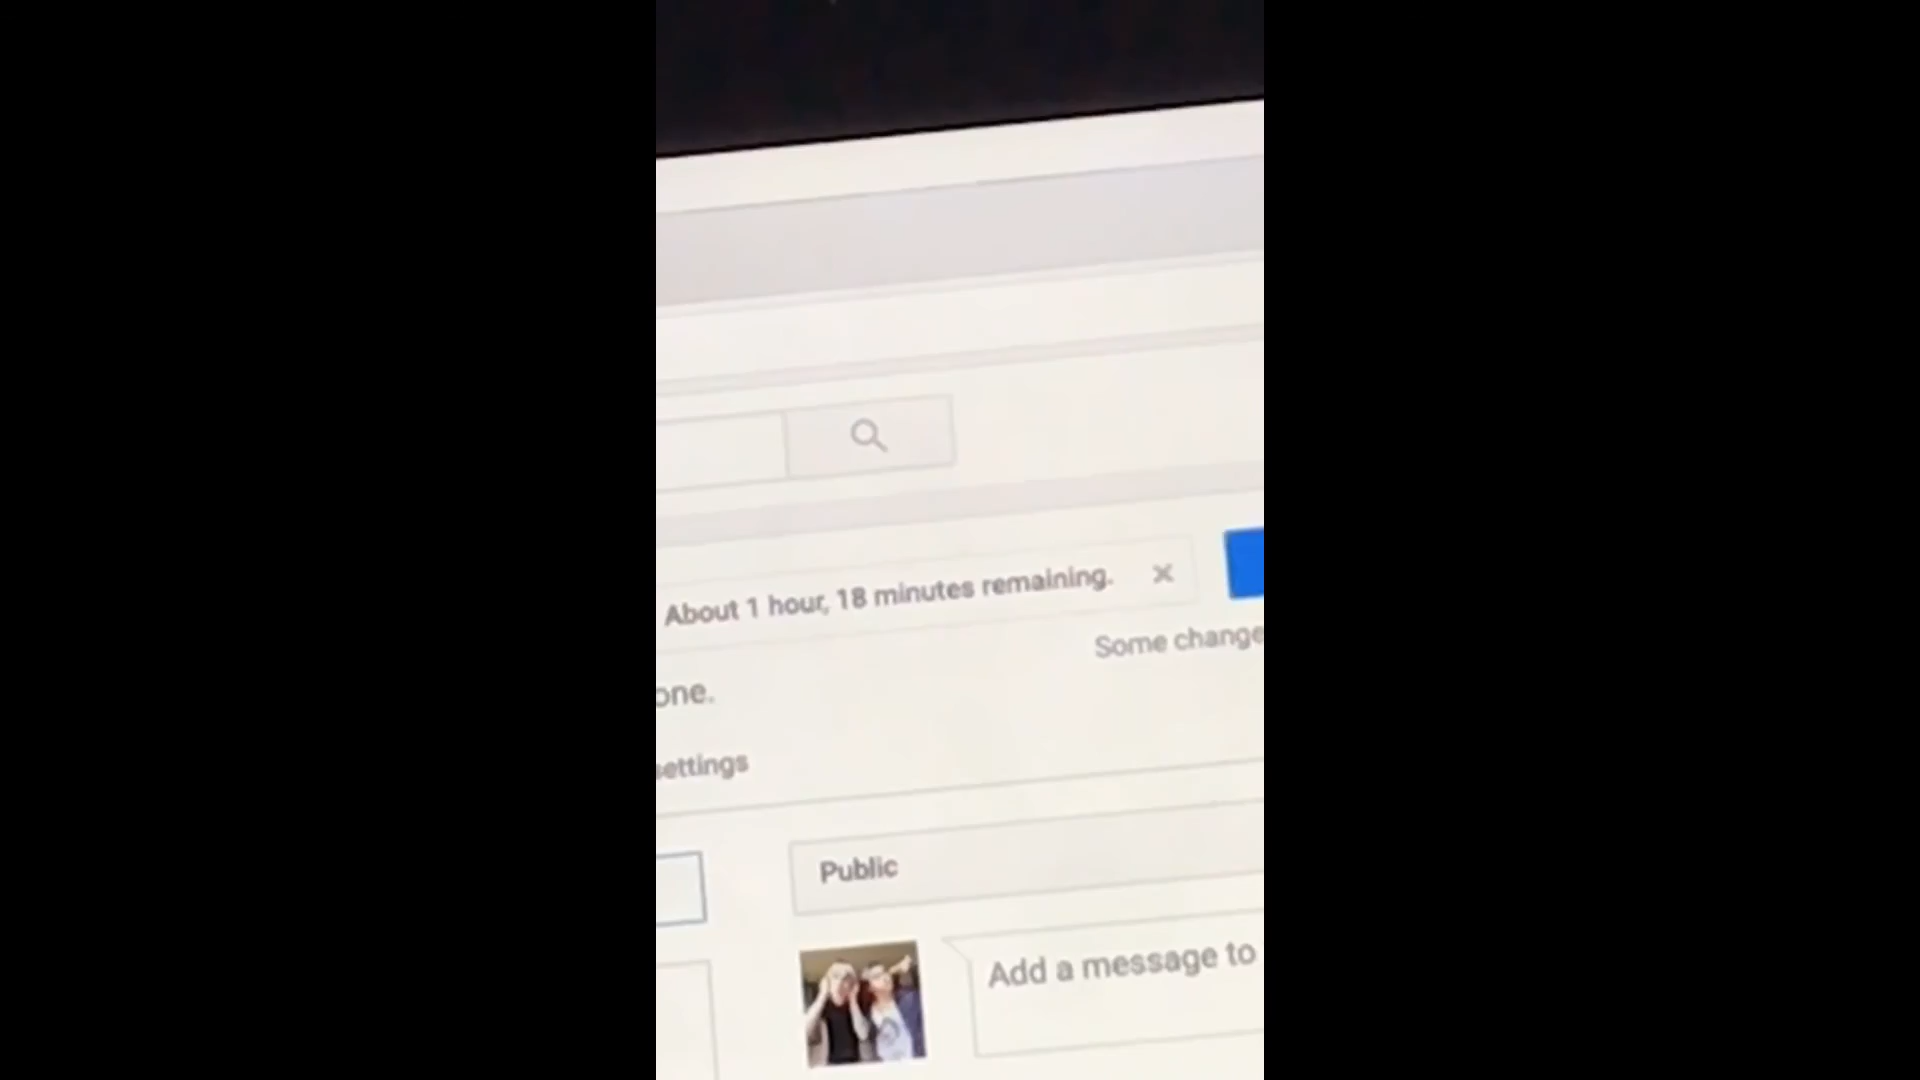 About 1 hour, 18 minutes remaining.
Some change
one.
settings
Public
Add a message to